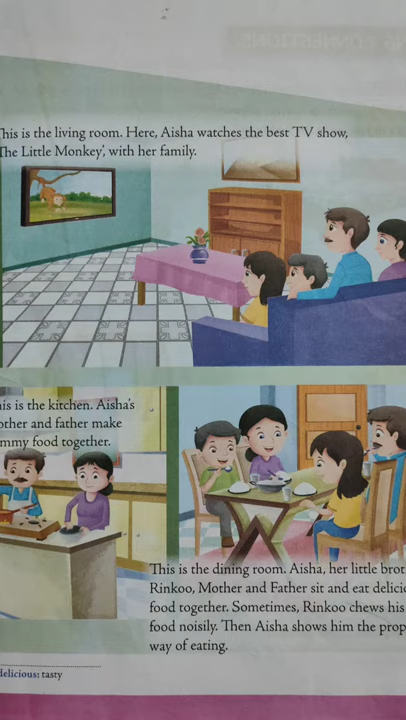 This is the living room. Here, Aisha watches the best TV show,
The Little Monkey', with her family.
his is the kitchen. Aisha's
other and father make
mmy food together.
This is the dining room. Aisha, her little brot
Rinkoo, Mother and Father sit and eat delicio
food together. Sometimes, Rinkoo chews his
food noisily. Then Aisha shows him the prop
way of eating.
delicious: tasty